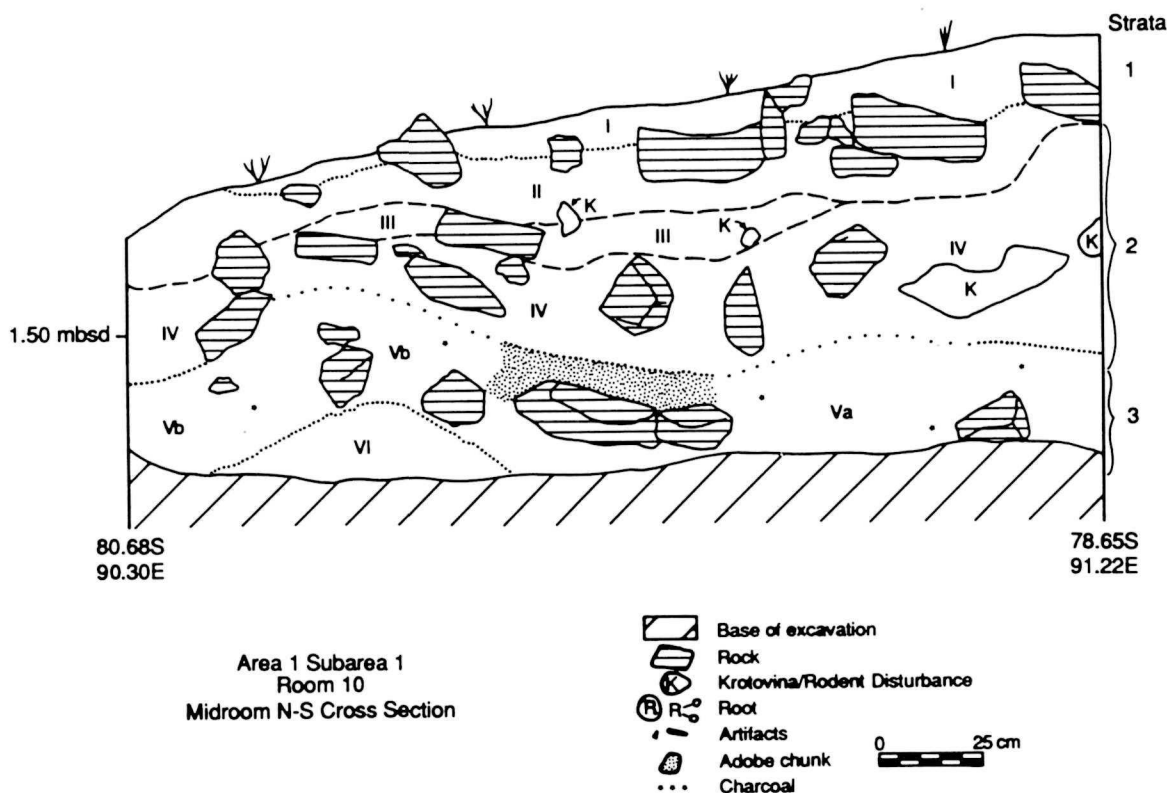 Strata
1
I
I
II
K
III
K
III
IV
K
K
2
IV
IV
1.50 mbsd
Vb
Vb
Va
3
VI
80.68S
90.30E
78.65S
91.22E
Area 1 Subarea 1
Room 10
Midroom N-S Cross Section
Base of excavation
Rock
K Krotovina/Rodent Disturbance
R R Root
Artifacts
Adobe chunk
Charcoal
0 25 cm